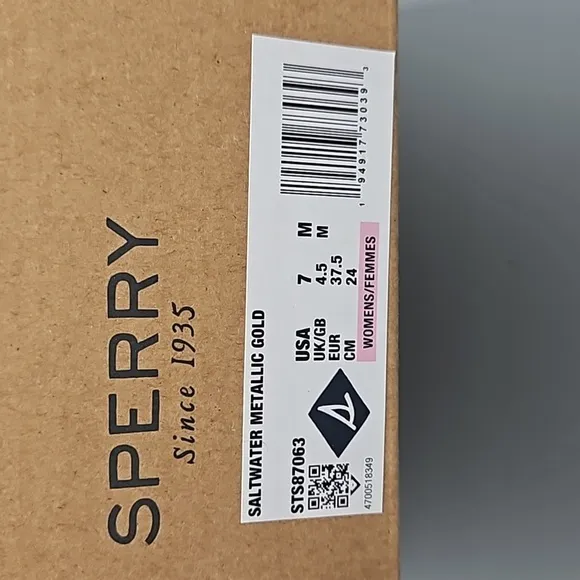 SPERRY
Since 1935
SALTWATER METALLIC GOLD
STS87063
USA 7 M
UK/GB 4.5 M
EUR 37.5
CM 24
WOMENS/FEMMES
4700518349
1 94917 73039 3